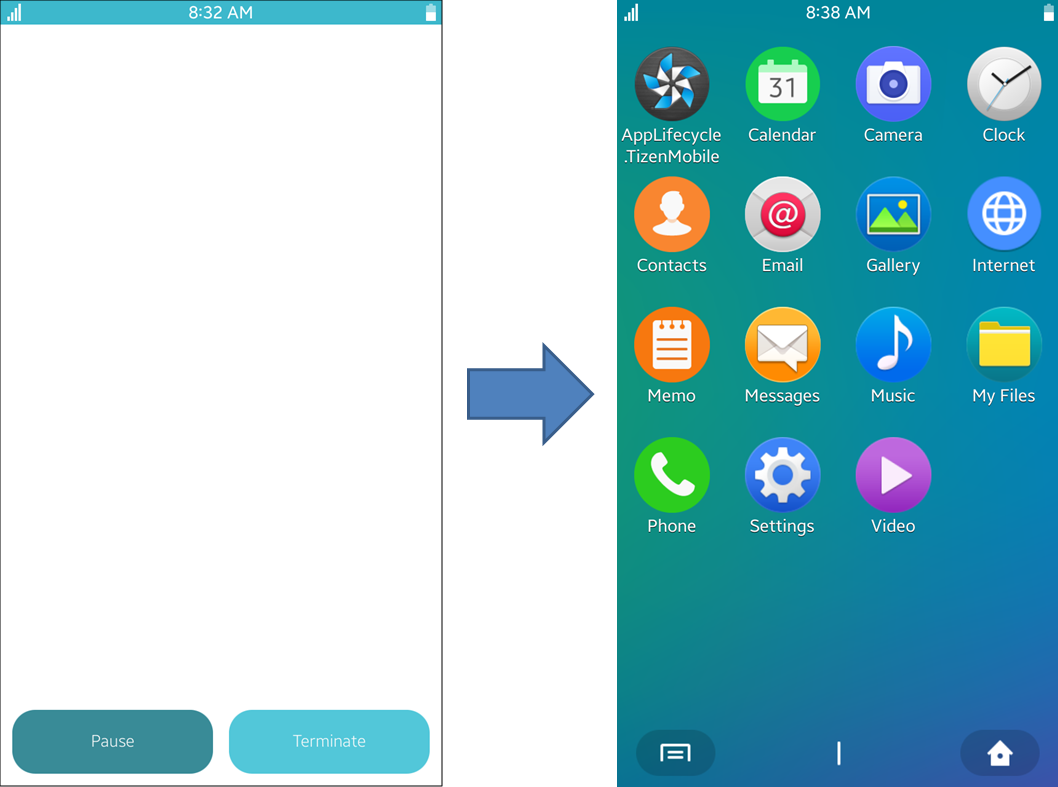 8:32 AM
Pause
Terminate
8:38 AM
AppLifecycle
.TizenMobile
31
Calendar
Camera
Clock
Contacts
@
Email
Gallery
Internet
Memo
Messages
Music
My Files
Phone
Settings
Video